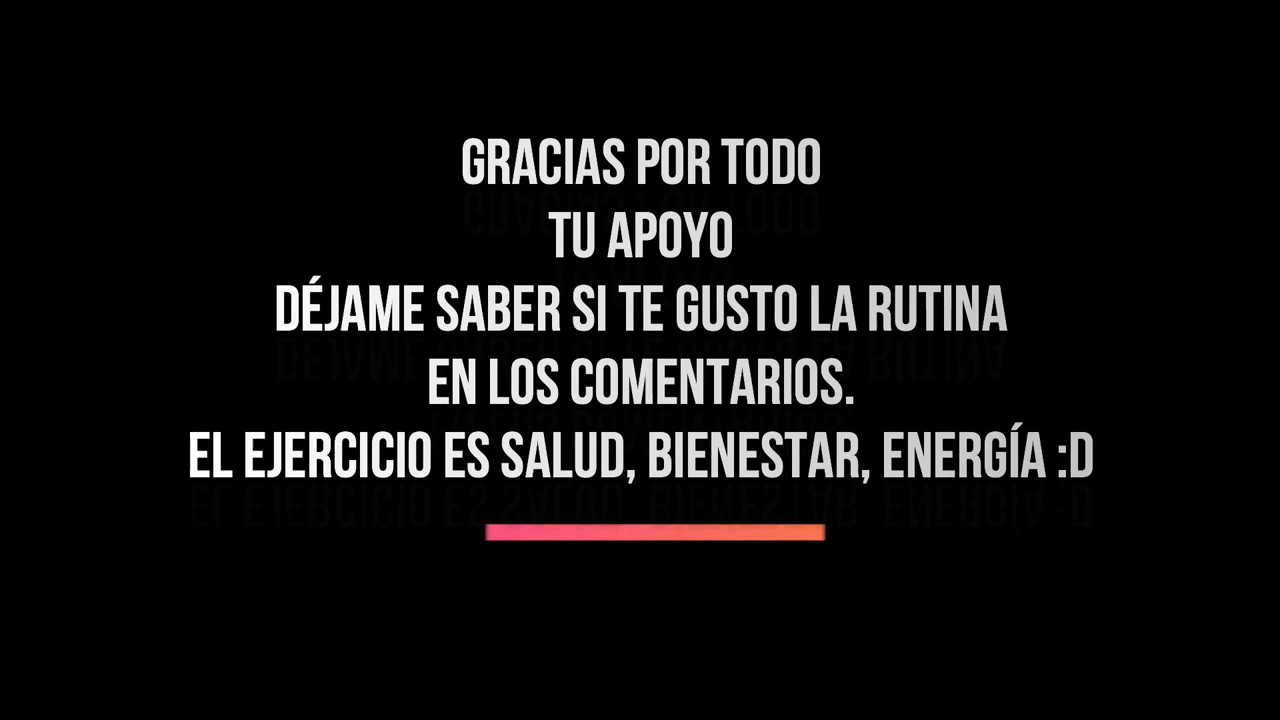 GRACIAS POR TODO
TU APOYO
DÉJAME SABER SI TE GUSTO LA RUTINA
EN LOS COMENTARIOS.
EL EJERCICIO ES SALUD, BIENESTAR, ENERGÍA :D